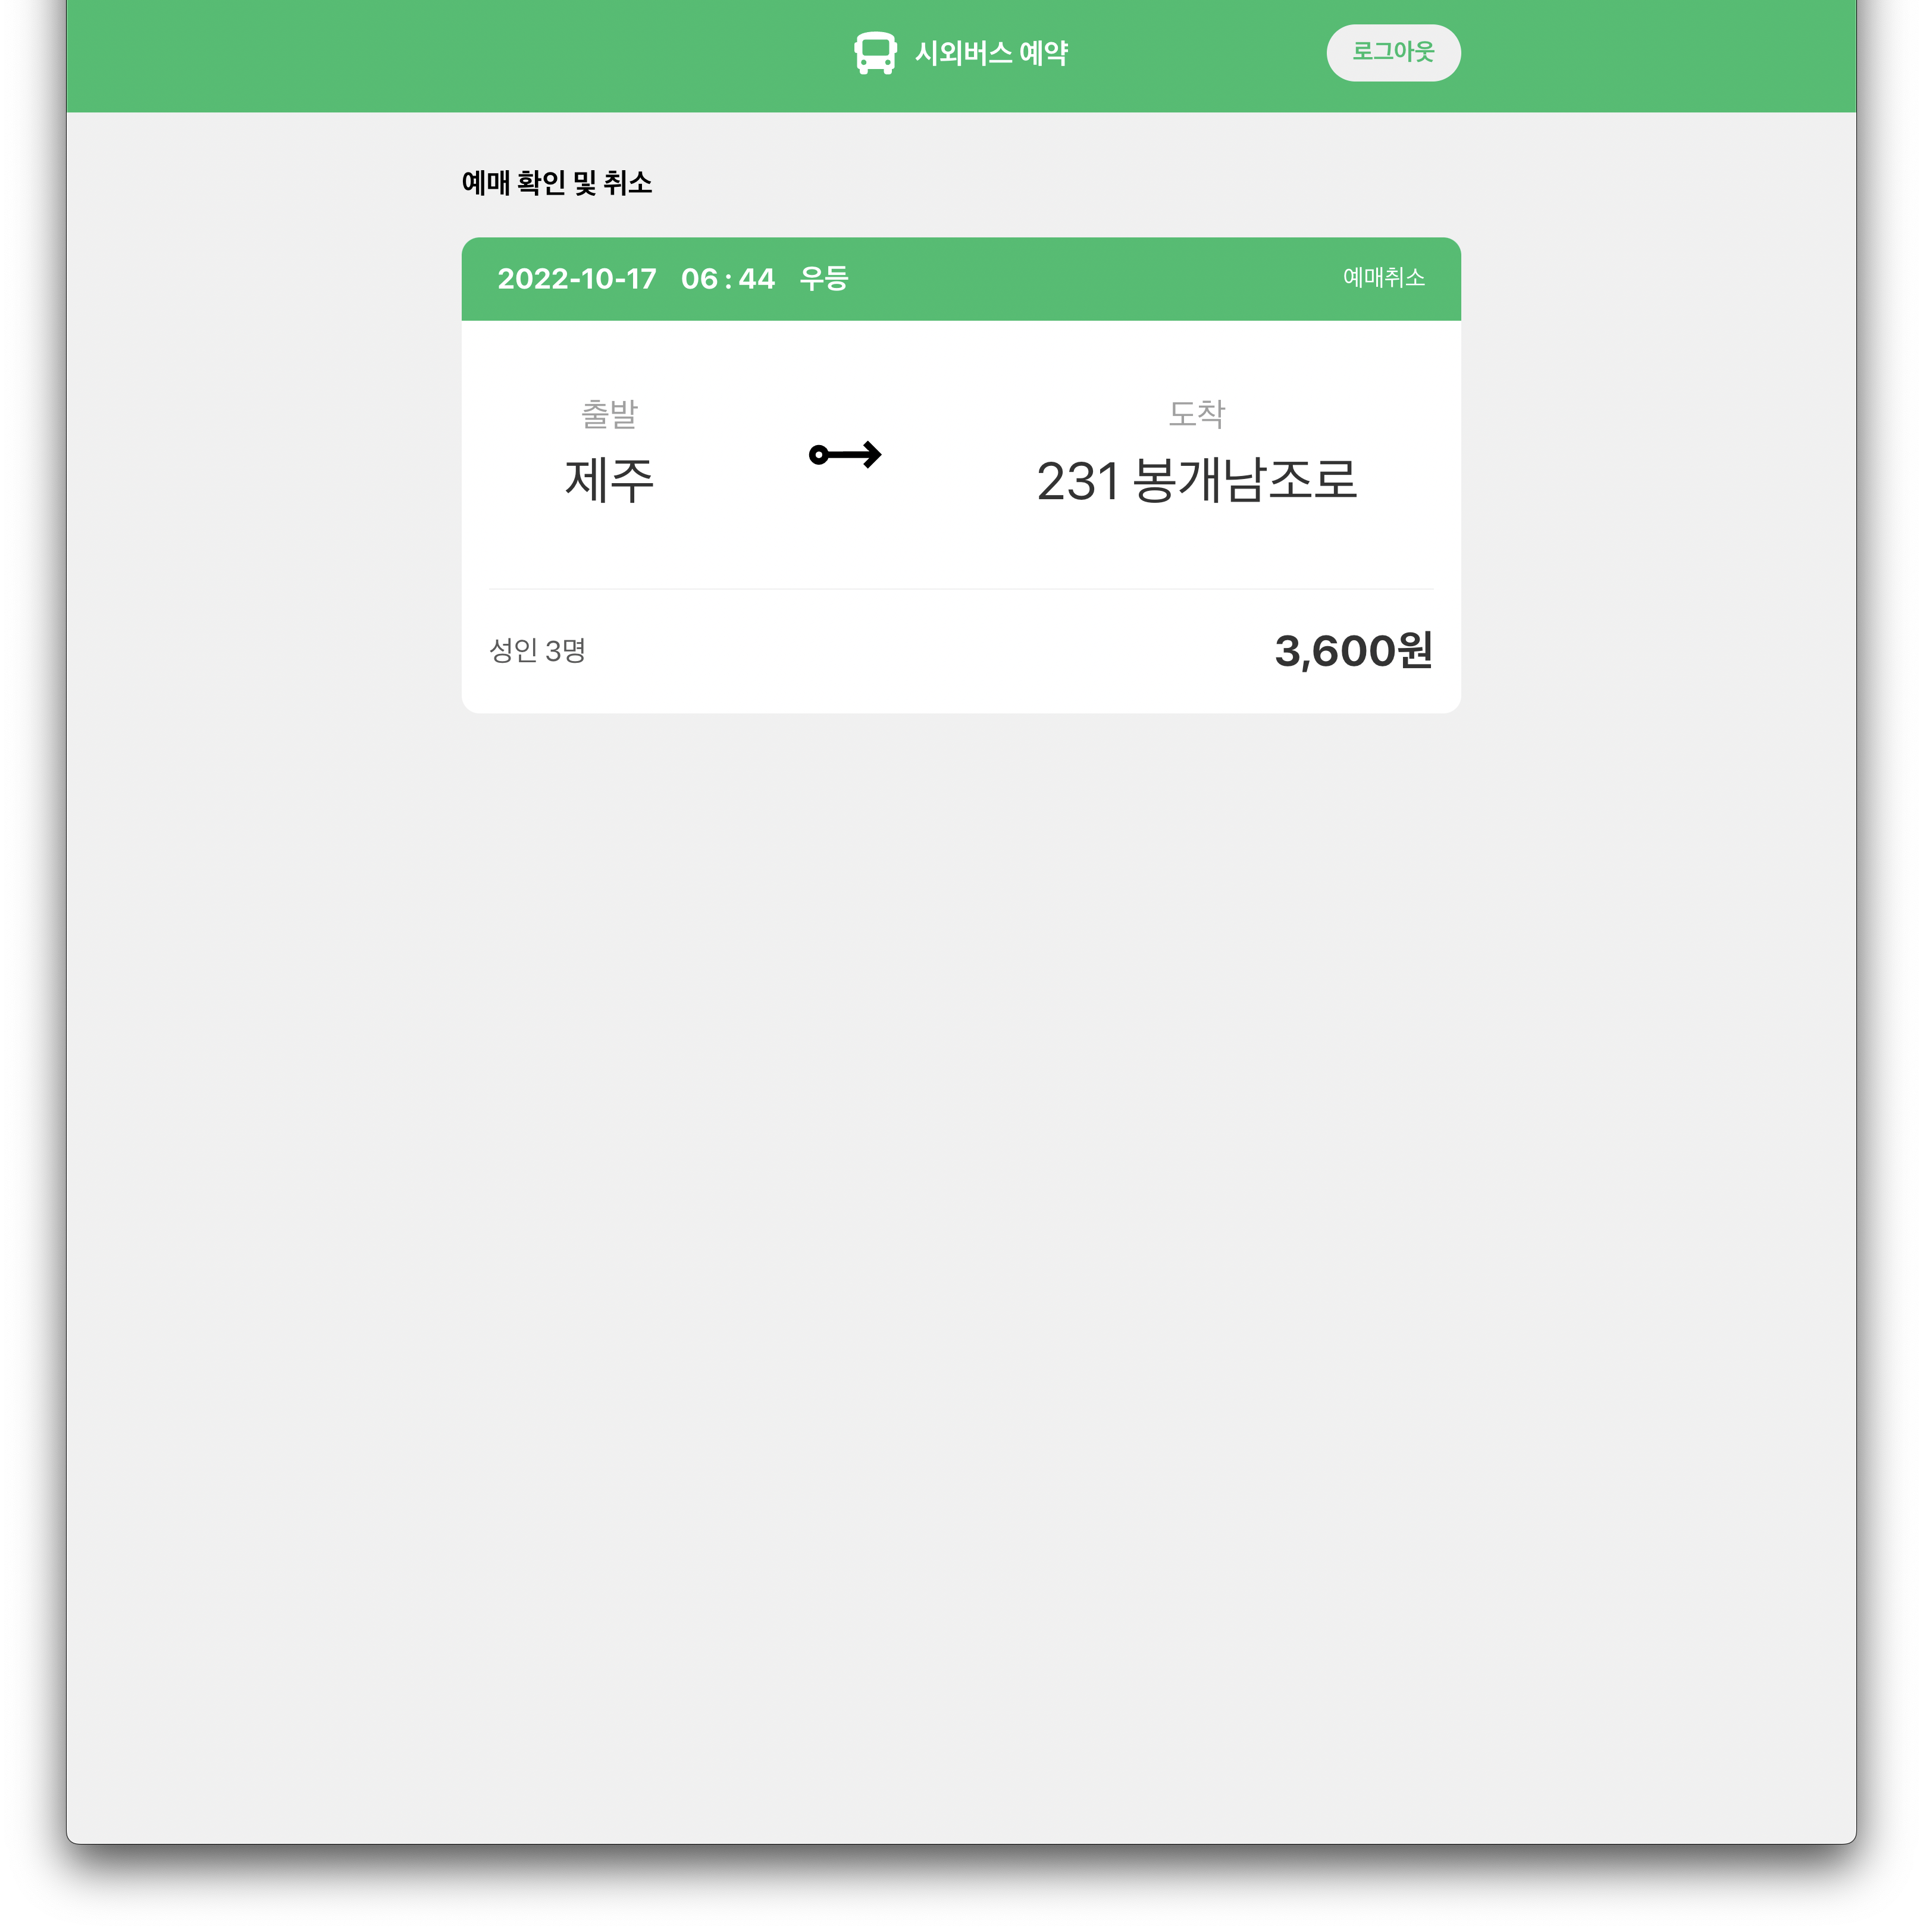 시외버스 예약
로그아웃
예매 확인 및 취소
2022-10-17 06 : 44 우등
예매취소
출발
제주
도착
231 봉개남조로
성인 3명
3,600원